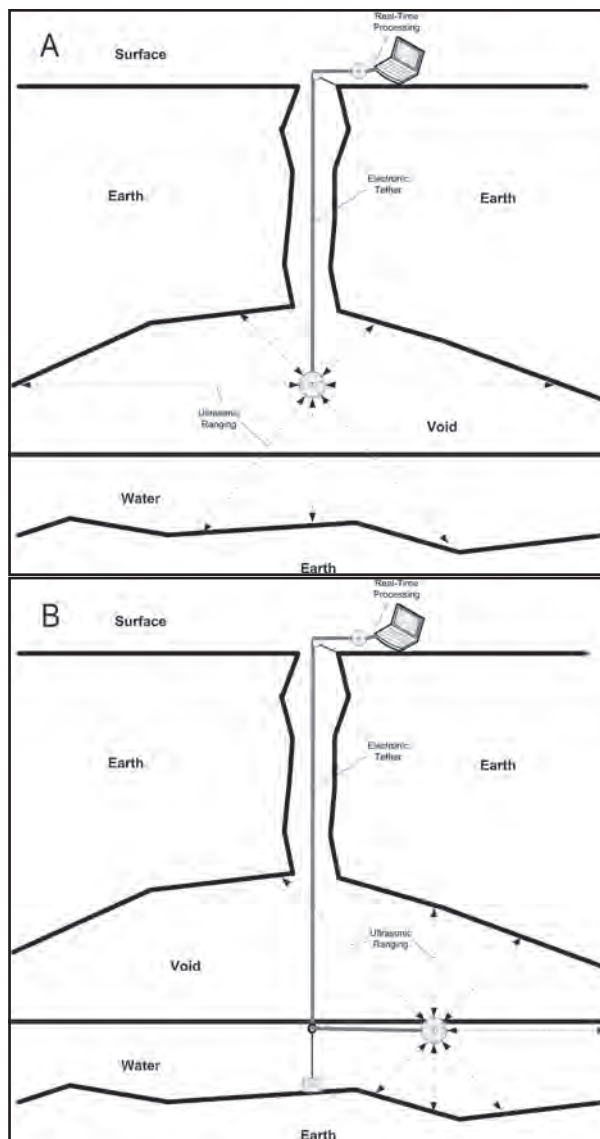 A
Real-Time
Processing
Surface
Earth
Electronic
Tether
Earth
Ultrasonic
Ranging
Void
Water
Earth
B
Real-Time
Processing
Surface
Earth
Electronic
Tether
Earth
Ultrasonic
Ranging
Void
Water
Earth